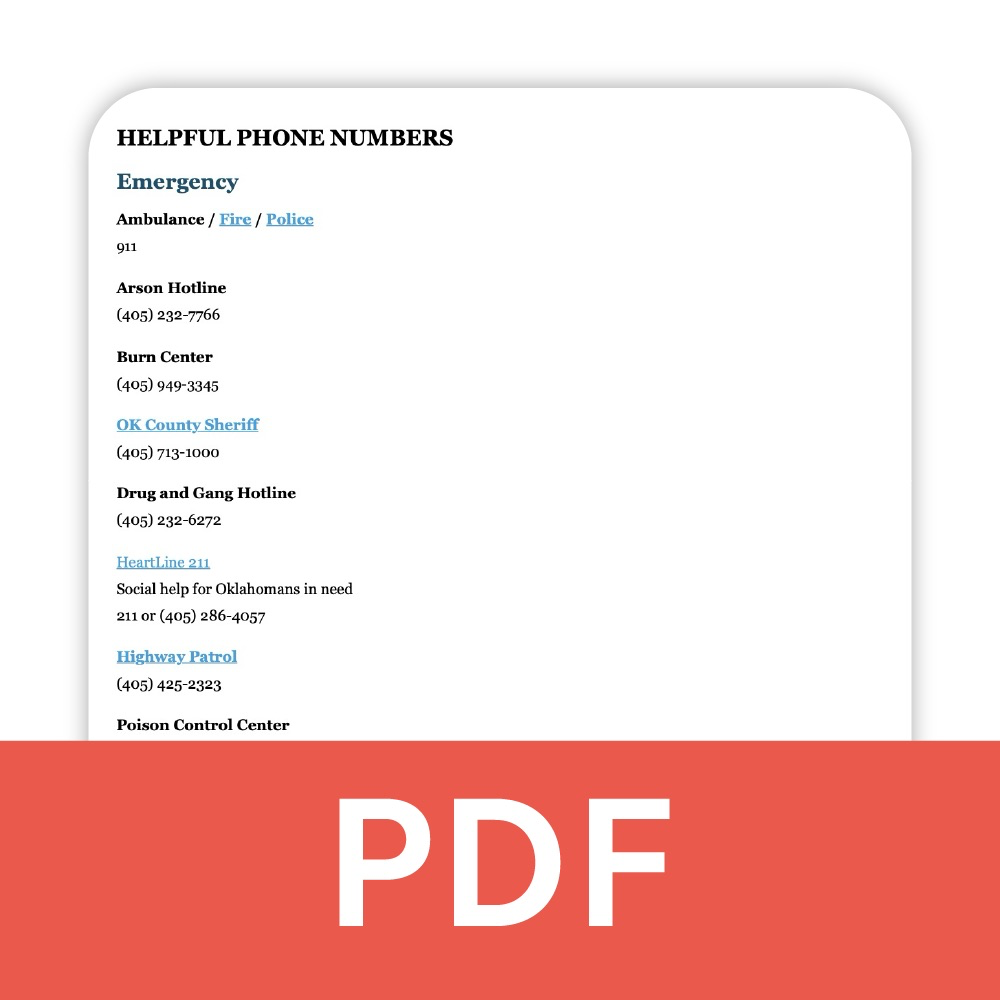 HELPFUL PHONE NUMBERS
Emergency
Ambulance / Fire / Police
911
Arson Hotline
(405) 232-7766
Burn Center
(405) 949-3345
OK County Sheriff
(405) 713-1000
Drug and Gang Hotline
(405) 232-6272
HeartLine 211
Social help for Oklahomans in need
211 or (405) 286-4057
Highway Patrol
(405) 425-2323
Poison Control Center
PDF